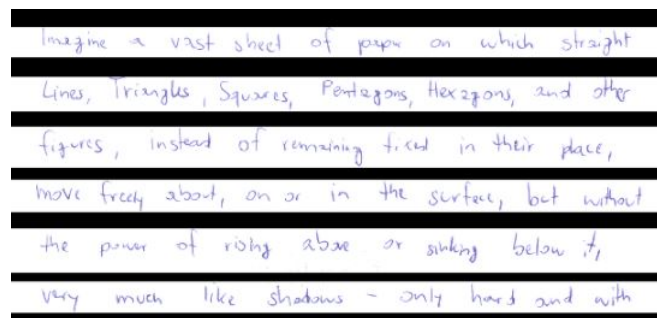 Imagine a vast sheet of paper on which straight
Lines, Triangles, Squares, Pentagons, Hexagons, and other
figures, instead of remaining fixed in their place,
move freely about, on or in the surface, but without
the power of rising above or sinking below it,
very much like shadows - only hard and with